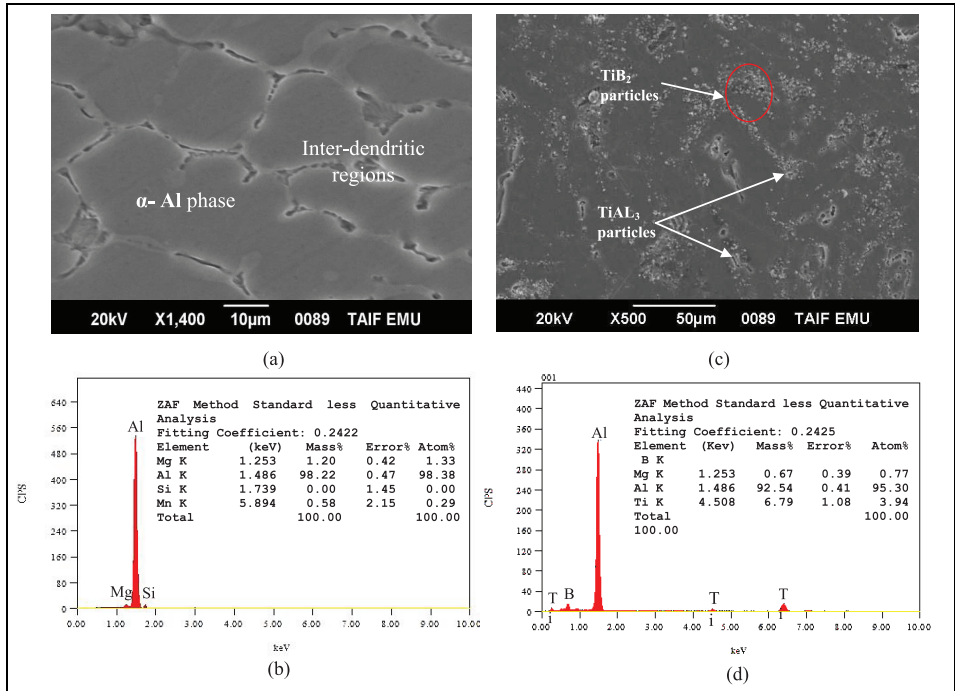 Inter-dendritic
regions
α- Al phase
20kV X1,400 10µm 0089 TAIF EMU
(a)
TiB2
particles
TiAL3
particles
20kV X500 50µm 0089 TAIF EMU
(c)
ZAF Method Standard less Quantitative
Analysis
Fitting Coefficient: 0.2422
Element (keV) Mass% Error% Atom%
Mg K 1.253 1.20 0.42 1.33
Al K 1.486 98.22 0.47 98.38
Si K 1.739 0.00 1.45 0.00
Mn K 5.894 0.58 2.15 0.29
Total 100.00 100.00
CPS
640
560
480
400
320
240
160
80
0
Al
Mg
Si
0.00 1.00 2.00 3.00 4.00 5.00 6.00 7.00 8.00 9.00 10.00
keV
(b)
001
ZAF Method Standard less Quantitative
Analysis
Fitting Coefficient: 0.2425
Element (Kev) Mass% Error% Atom%
B K
Mg K 1.253 0.67 0.39 0.77
Al K 1.486 92.54 0.41 95.30
Ti K 4.508 6.79 1.08 3.94
Total 100.00
100.00
CPS
440
400
360
320
280
240
200
160
120
80
40
0
Al
Ti
B
Ti
Ti
0.00 1.00 2.00 3.00 4.00 5.00 6.00 7.00 8.00 9.00 10.00
keV
(d)